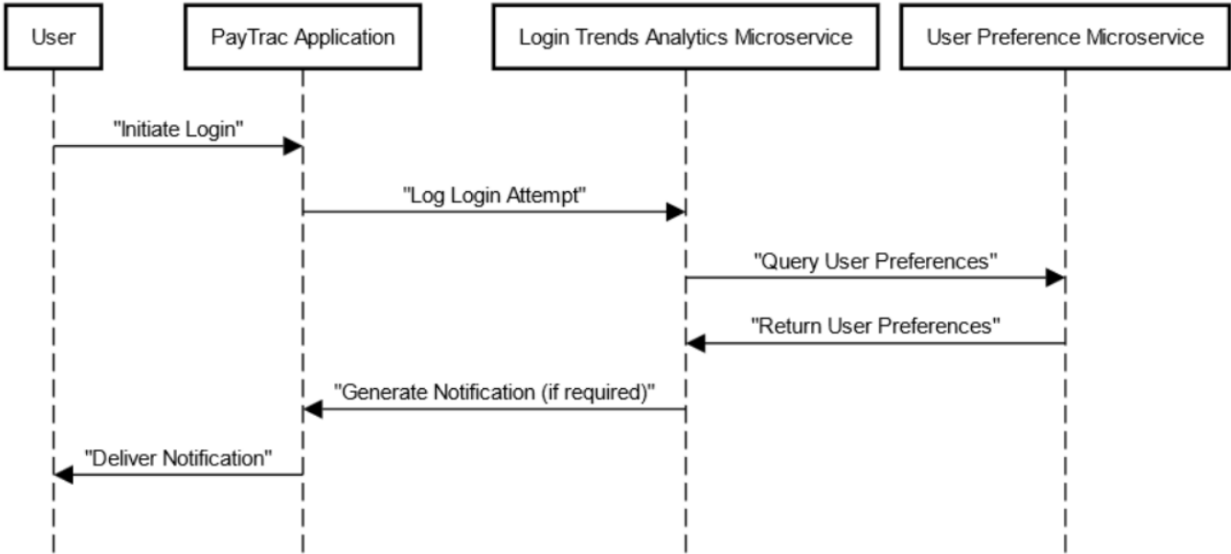 User
PayTrac Application
Login Trends Analytics Microservice
User Preference Microservice
"Initiate Login"
"Log Login Attempt"
"Query User Preferences"
"Return User Preferences"
"Generate Notification (if required)"
"Deliver Notification"